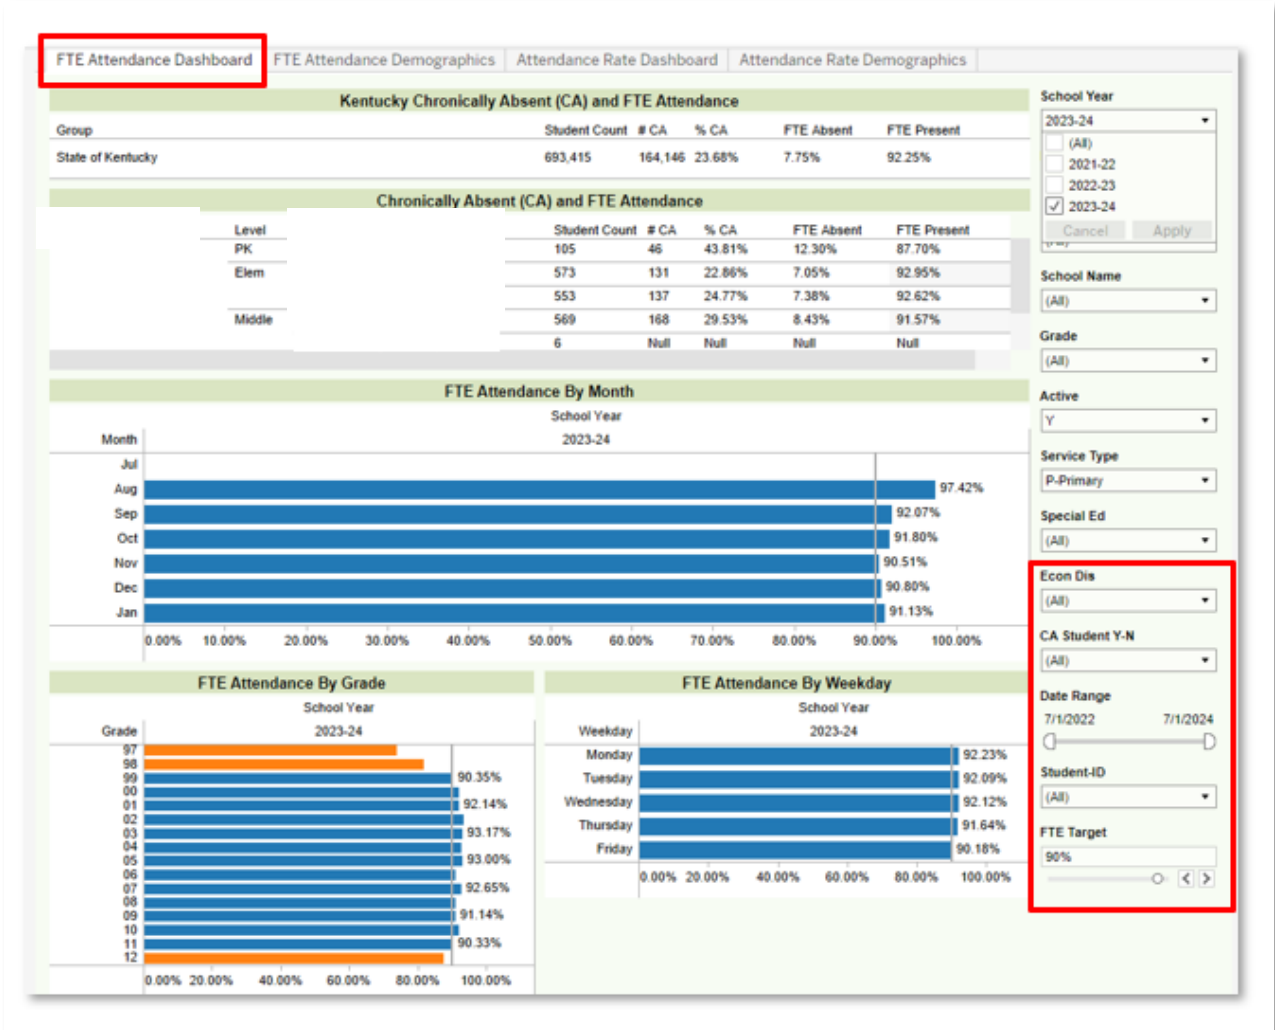 FTE Attendance Dashboard FTE Attendance Demographics Attendance Rate Dashboard Attendance Rate Demographics
Kentucky Chronically Absent (CA) and FTE Attendance
Group Student Count # CA % CA FTE Absent FTE Present
State of Kentucky 693,415 164,146 23.68% 7.75% 92.25%
Chronically Absent (CA) and FTE Attendance
Level Student Count # CA % CA FTE Absent FTE Present
PK 105 46 43.81% 12.30% 87.70%
Elem 573 131 22.86% 7.05% 92.95%
553 137 24.77% 7.38% 92.62%
Middle 569 168 29.53% 8.43% 91.57%
6 Null Null Null Null
School Year
2023-24
(All)
2021-22
2022-23
2023-24
Cancel Apply
School Name
(All)
Grade
(All)
Active
Y
Service Type
P-Primary
Special Ed
(All)
Econ Dis
(All)
CA Student Y-N
(All)
Date Range
7/1/2022 7/1/2024
Student-ID
(All)
FTE Target
90%
FTE Attendance By Month
School Year
Month 2023-24
Jul
Aug 97.42%
Sep 92.07%
Oct 91.80%
Nov 90.51%
Dec 90.80%
Jan 91.13%
0.00% 10.00% 20.00% 30.00% 40.00% 50.00% 60.00% 70.00% 80.00% 90.00% 100.00%
FTE Attendance By Grade
School Year
Grade 2023-24
97
98
99 90.35%
00
01 92.14%
02
03 93.17%
04
05 93.00%
06
07 92.65%
08
09 91.14%
10
11 90.33%
12
0.00% 20.00% 40.00% 60.00% 80.00% 100.00%
FTE Attendance By Weekday
School Year
Weekday 2023-24
Monday 92.23%
Tuesday 92.09%
Wednesday 92.12%
Thursday 91.64%
Friday 90.18%
0.00% 20.00% 40.00% 60.00% 80.00% 100.00%